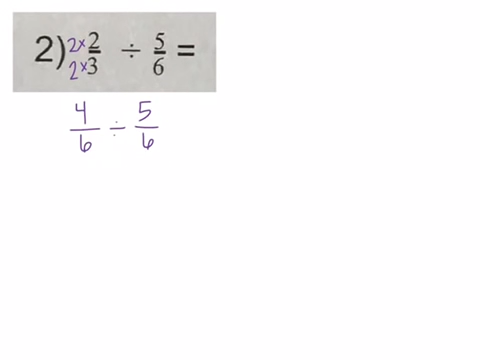 2) 2× 2/2× 3 ÷ 5/6 =
4/6 ÷ 5/6